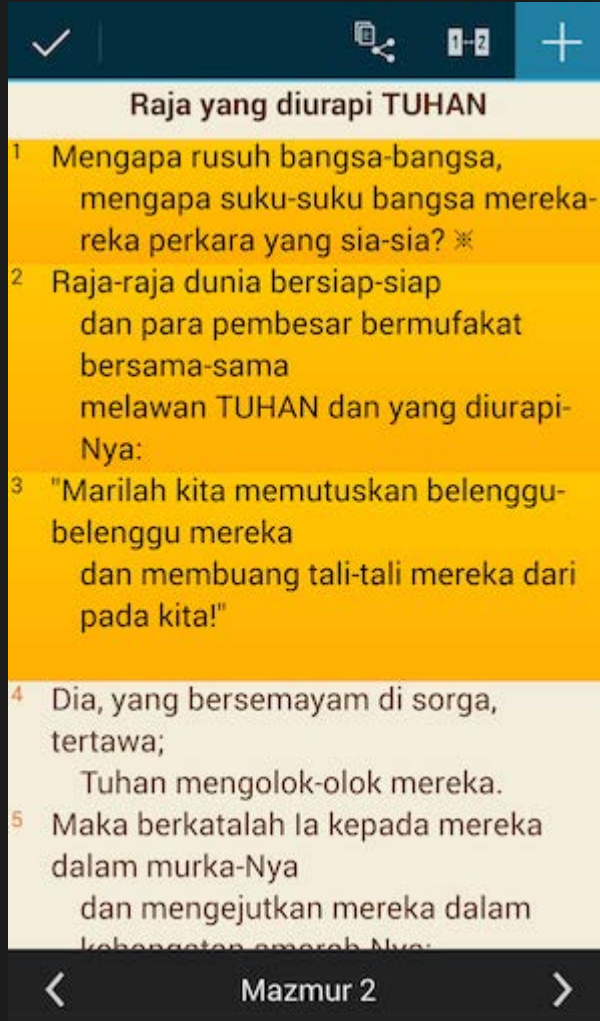 1-2
Raja yang diurapi TUHAN
1 Mengapa rusuh bangsa-bangsa,
mengapa suku-suku bangsa mereka-
reka perkara yang sia-sia? ※
2 Raja-raja dunia bersiap-siap
dan para pembesar bermufakat
bersama-sama
melawan TUHAN dan yang diurapi-
Nya:
3 "Marilah kita memutuskan belenggu-
belenggu mereka
dan membuang tali-tali mereka dari
pada kita!"
4 Dia, yang bersemayam di sorga,
tertawa;
Tuhan mengolok-olok mereka.
5 Maka berkatalah Ia kepada mereka
dalam murka-Nya
dan mengejutkan mereka dalam
Mazmur 2